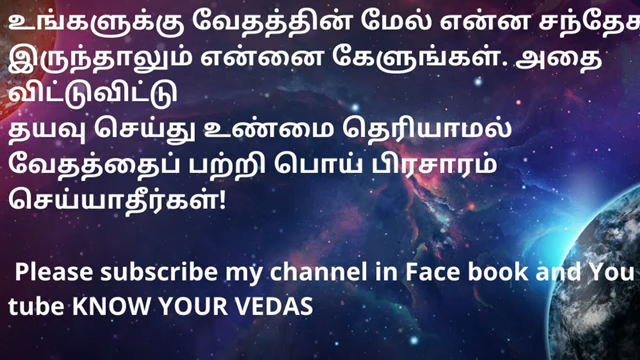 உங்களுக்கு வேதத்தின் மேல் என்ன சந்தேக
இருந்தாலும் என்னை கேளுங்கள். அதை
விட்டுவிட்டு
தயவு செய்து உண்மை தெரியாமல்
வேதத்தைப் பற்றி பொய் பிரசாரம்
செய்யாதீர்கள்!
Please subscribe my channel in Face book and You
tube KNOW YOUR VEDAS